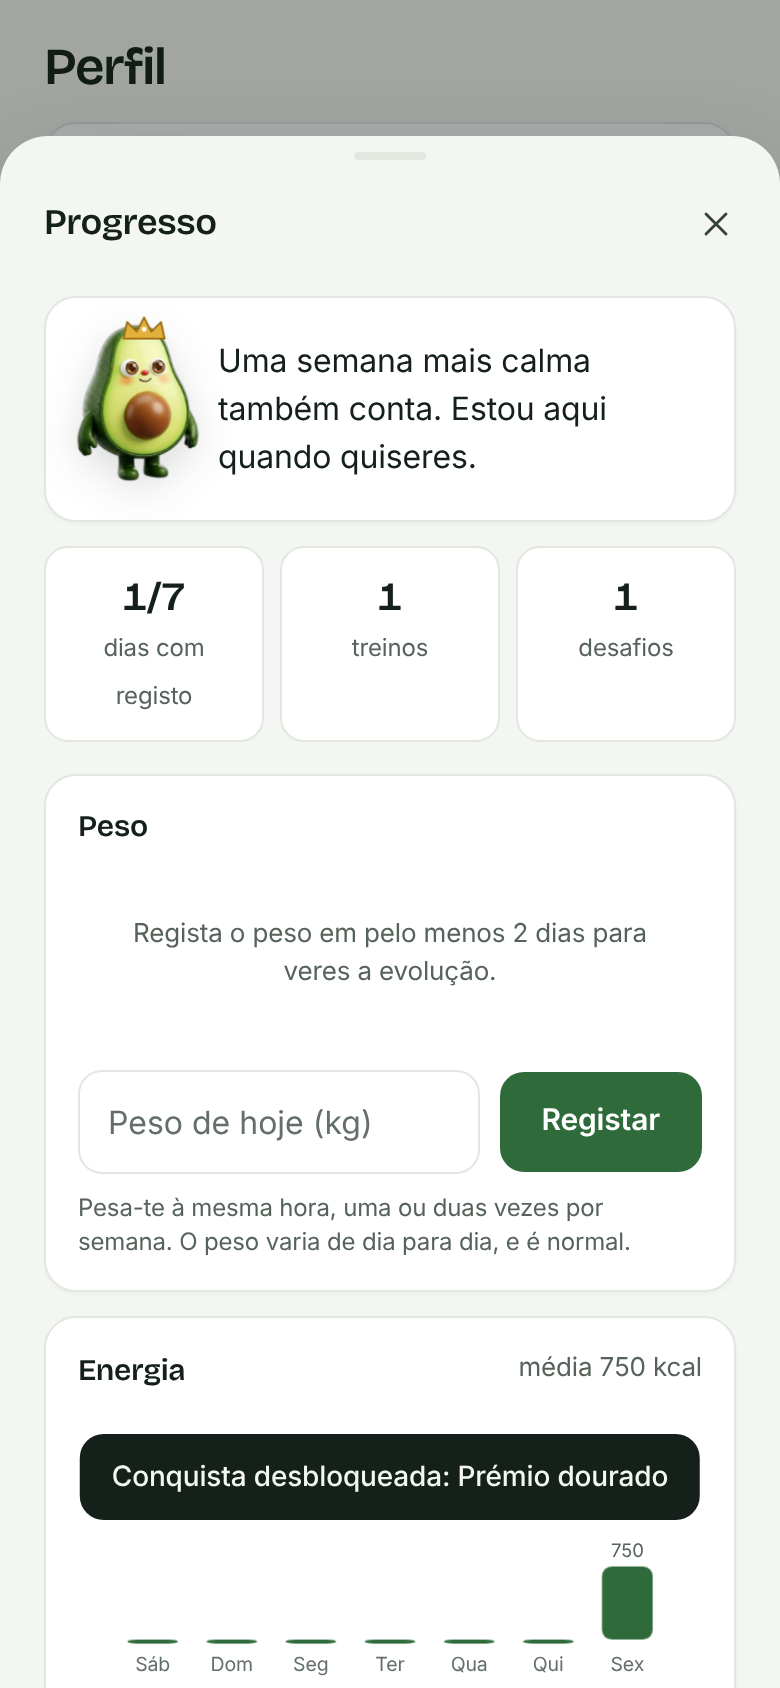 Perfil
Progresso
Uma semana mais calma
também conta. Estou aqui
quando quiseres.
1/7
dias com
registo
1
treinos
1
desafios
Peso
Regista o peso em pelo menos 2 dias para
veres a evolução.
Peso de hoje (kg)
Registar
Pesa-te à mesma hora, uma ou duas vezes por
semana. O peso varia de dia para dia, e é normal.
Energia
média 750 kcal
Conquista desbloqueada: Prémio dourado
750
Sáb Dom Seg Ter Qua Qui Sex